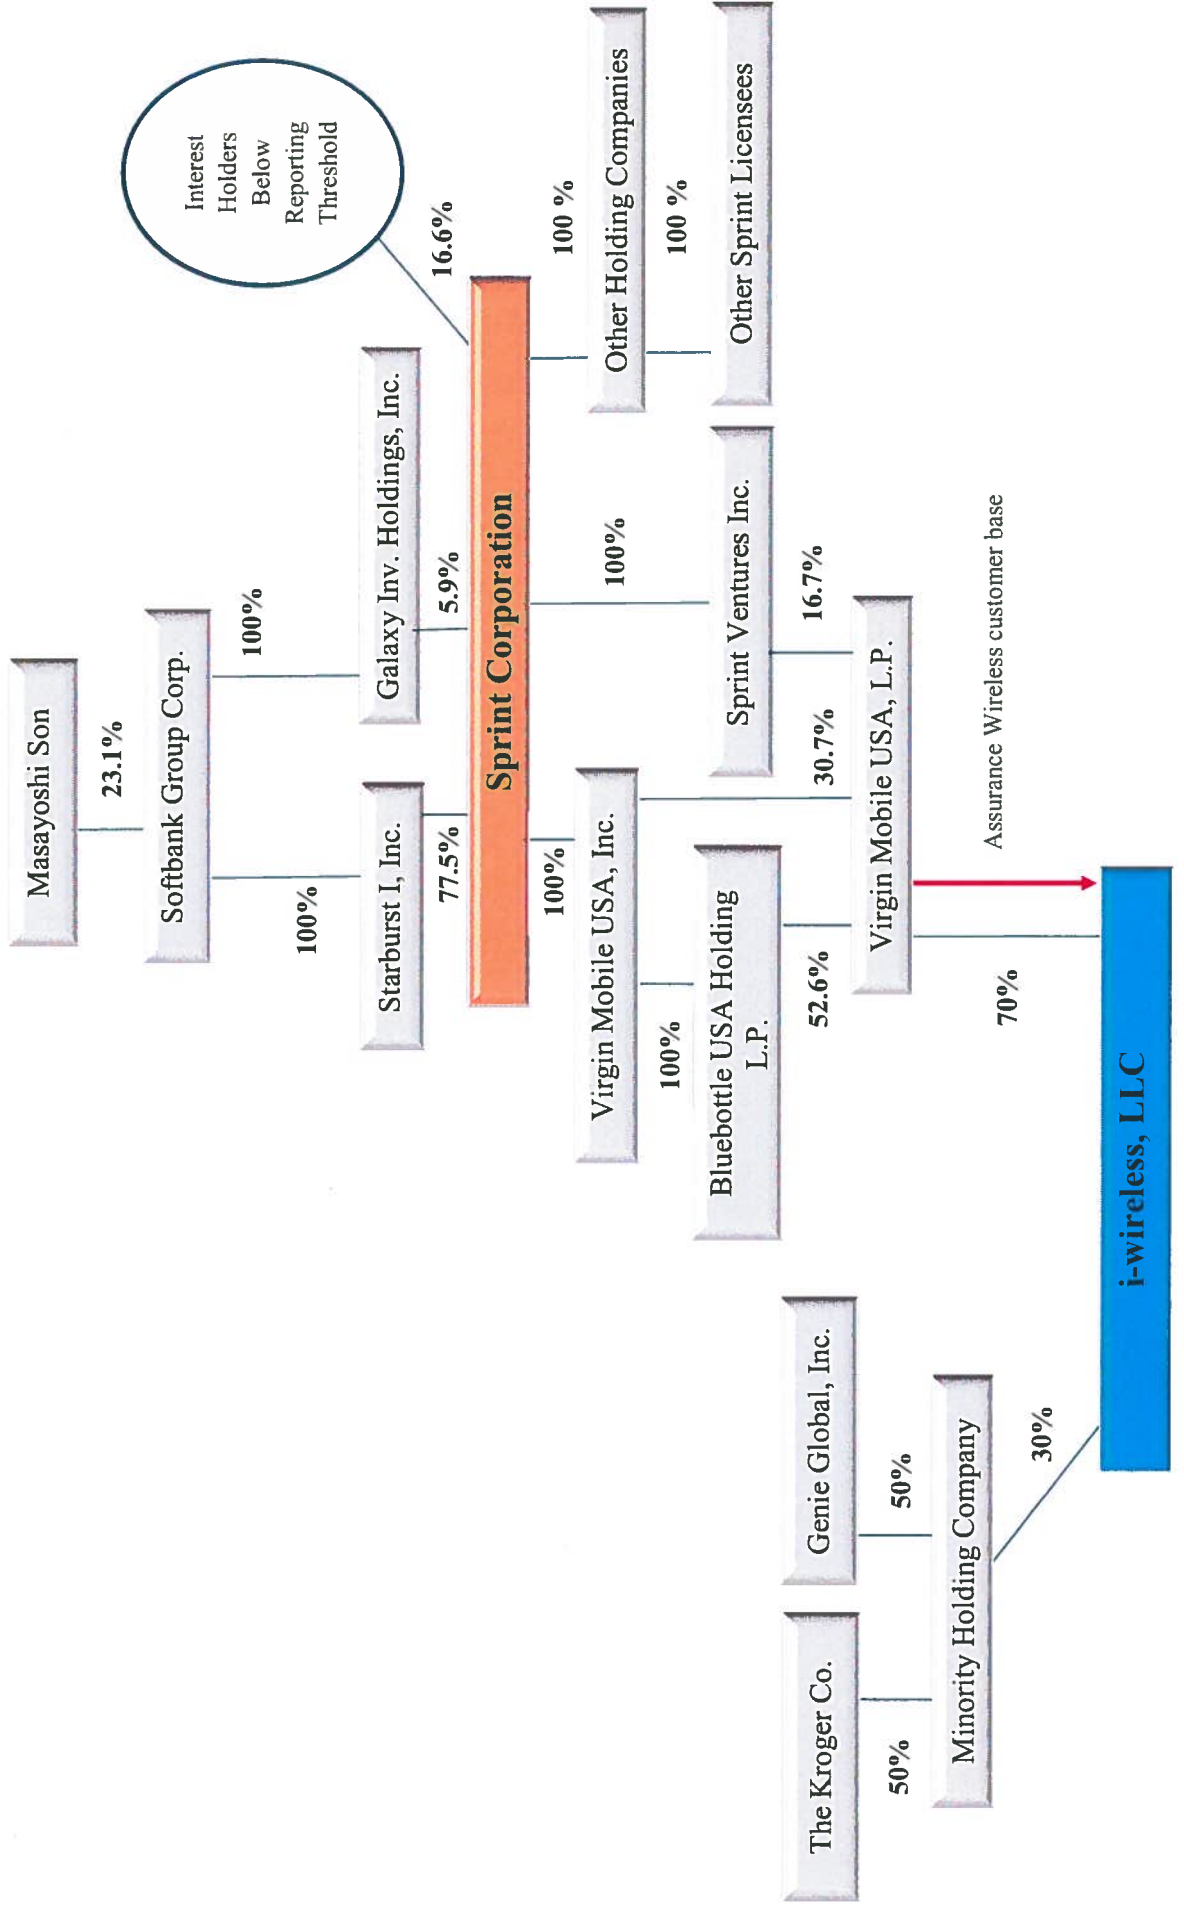 Masayoshi Son
23.1%
Softbank Group Corp.
100%
100%
Starburst I, Inc.
Galaxy Inv. Holdings, Inc.
Interest
Holders
Below
Reporting
Threshold
77.5%
5.9%
16.6%
Sprint Corporation
100%
100%
100 %
Virgin Mobile USA, Inc.
Other Holding Companies
100%
100 %
Bluebottle USA Holding
L.P.
Sprint Ventures Inc.
Other Sprint Licensees
52.6%
30.7%
16.7%
The Kroger Co.
Genie Global, Inc.
Virgin Mobile USA, L.P.
50%
50%
Minority Holding Company
70%
Assurance Wireless customer base
30%
i-wireless, LLC